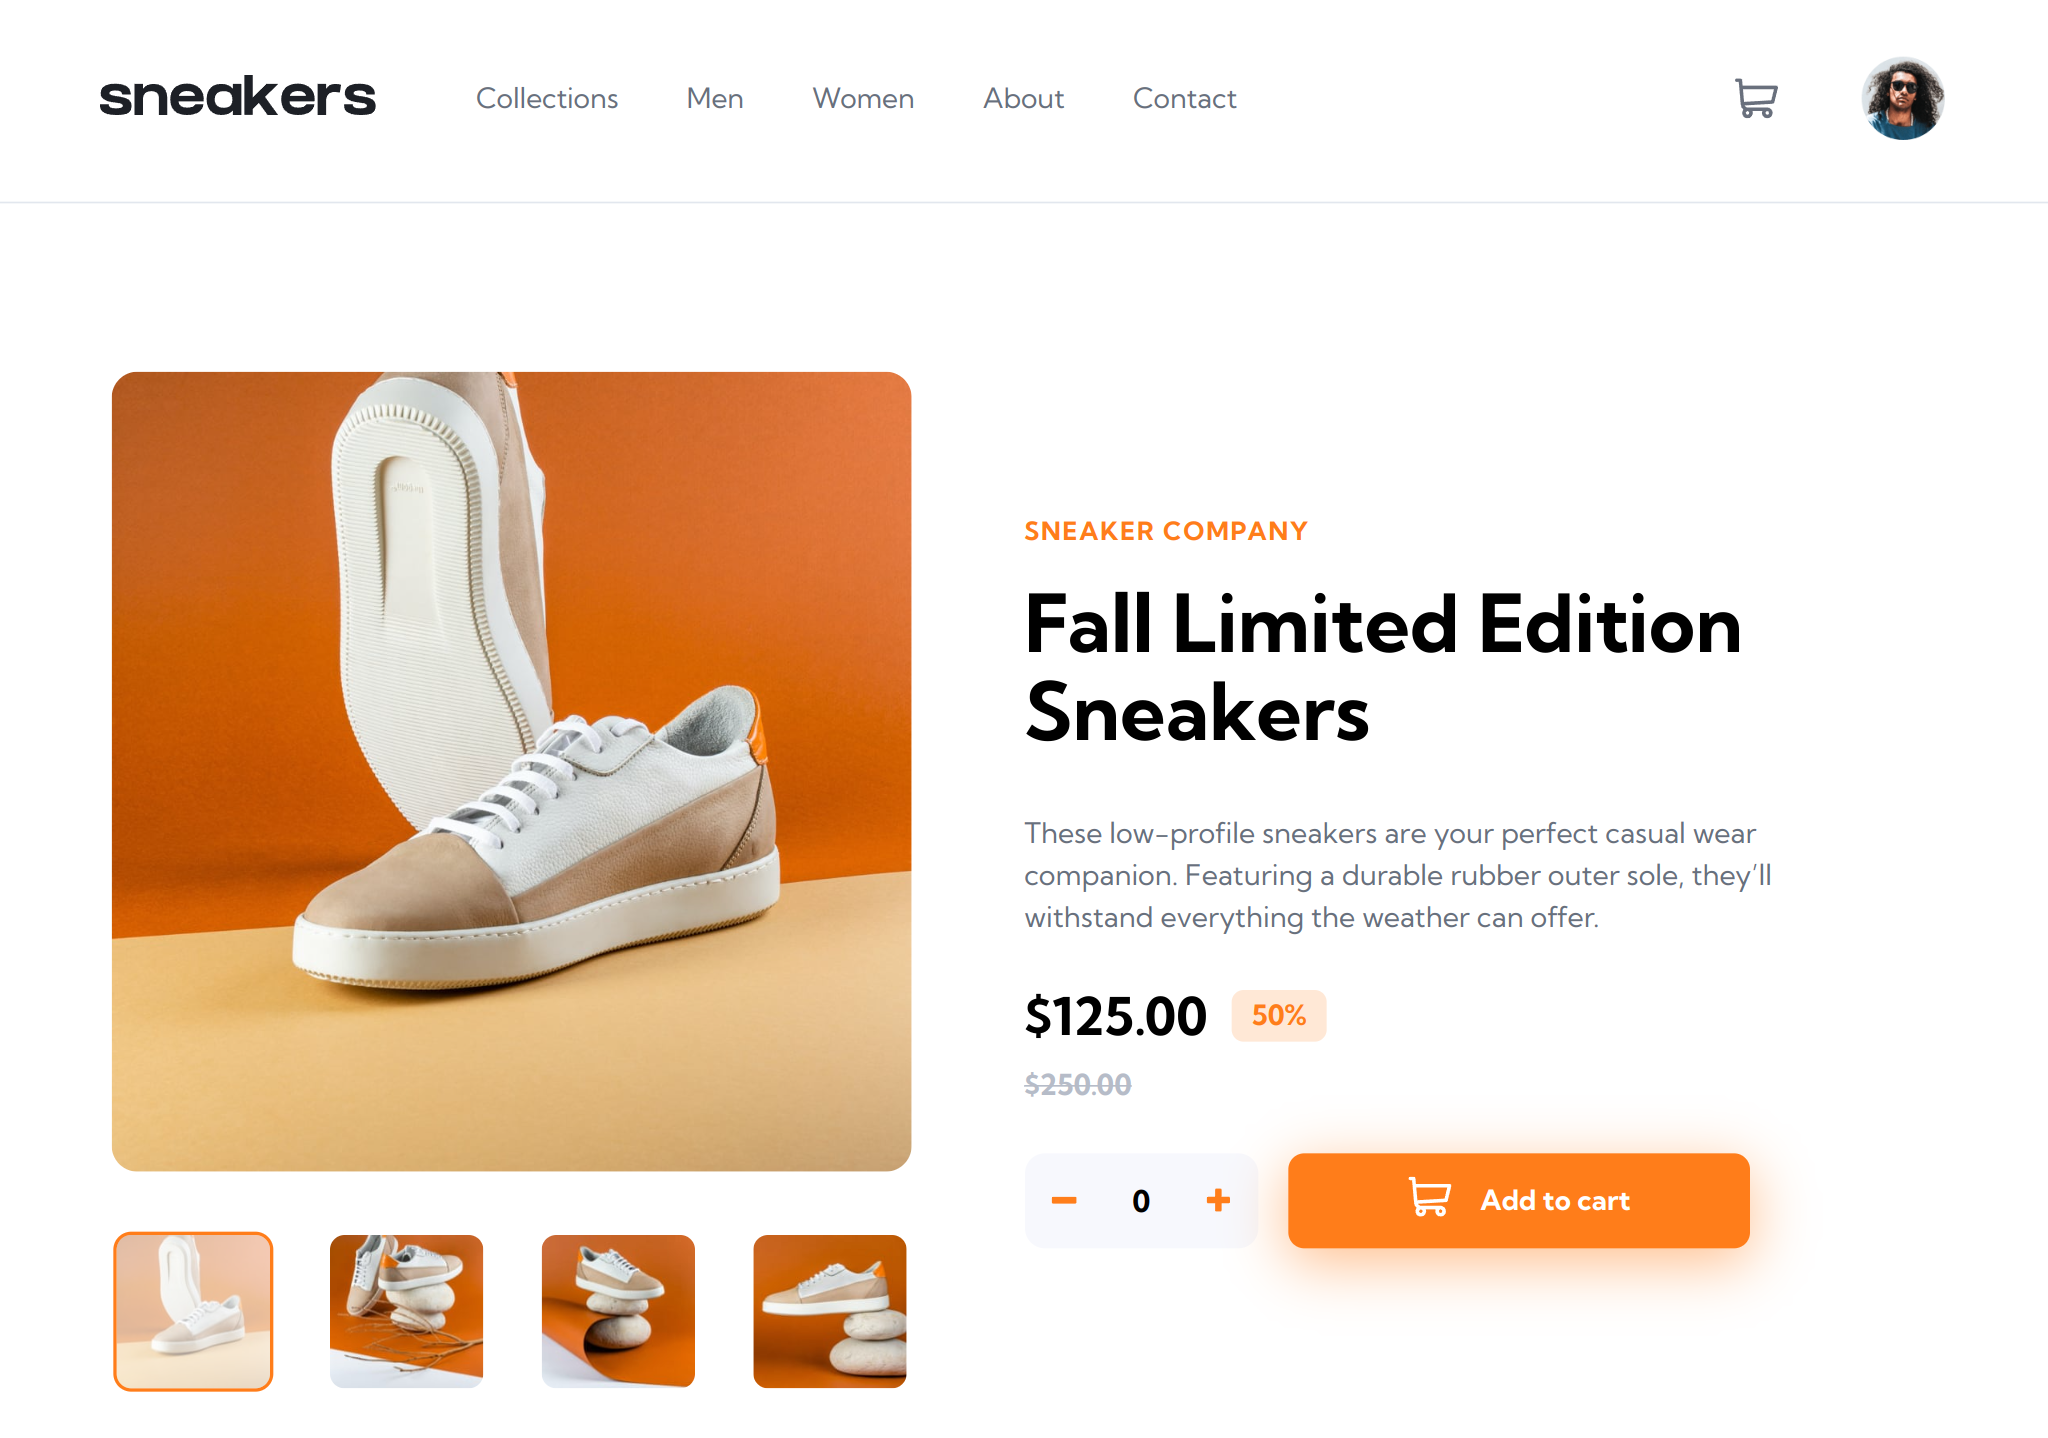 sneakers
Collections Men Women About Contact
SNEAKER COMPANY
Fall Limited Edition
Sneakers
These low-profile sneakers are your perfect casual wear
companion. Featuring a durable rubber outer sole, they’ll
withstand everything the weather can offer.
$125.00 50%
$250.00
0 Add to cart